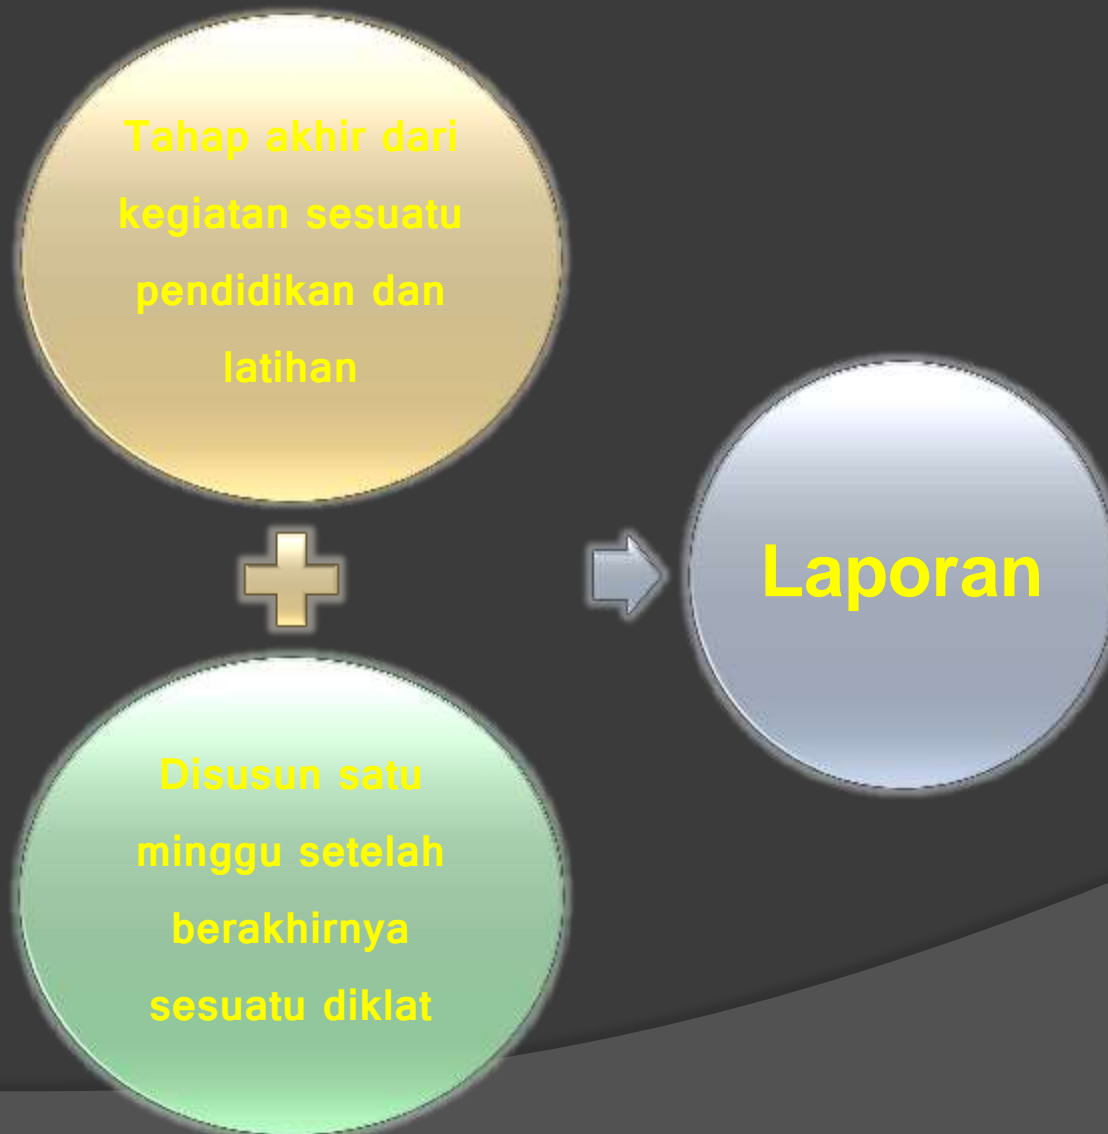 Tahap akhir dari
kegiatan sesuatu
pendidikan dan
latihan
Laporan
Disusun satu
minggu setelah
berakhirnya
sesuatu diklat